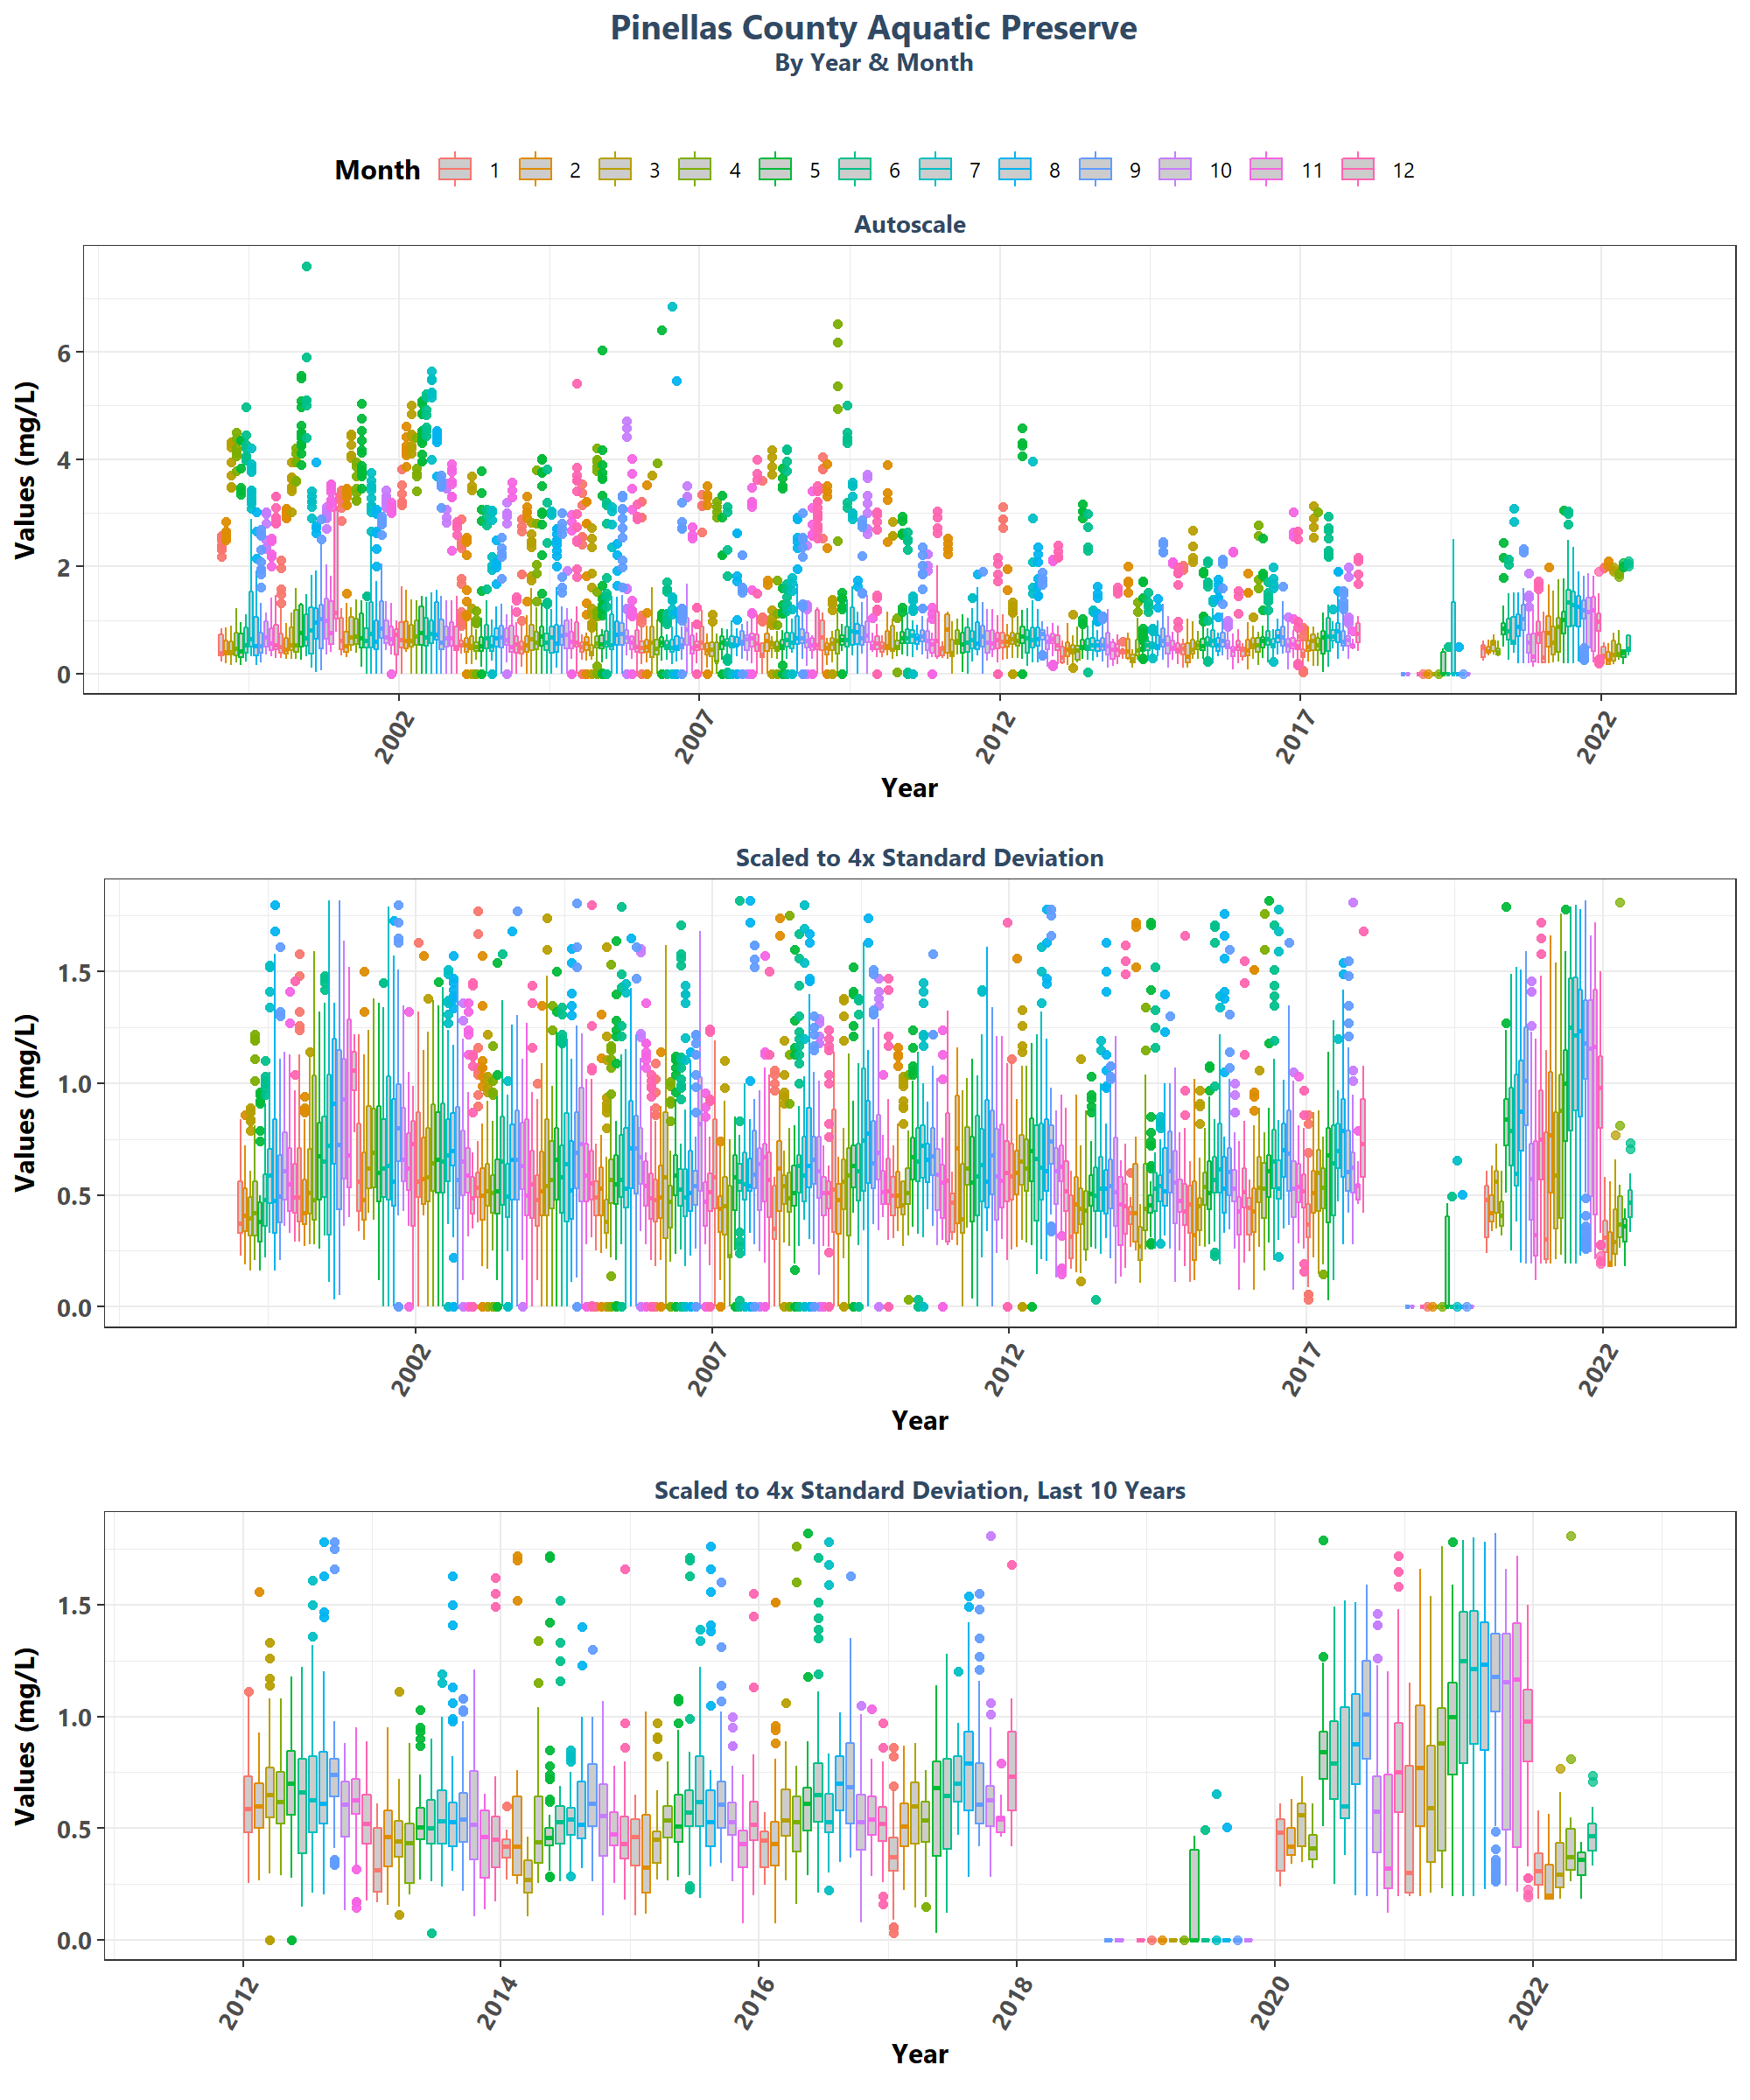 Pinellas County Aquatic Preserve
By Year & Month
Month 1 2 3 4 5 6 7 8 9 10 11 12
Autoscale
Values (mg/L)
6
4
2
0
2002 2007 2012 2017 2022
Year
Scaled to 4x Standard Deviation
Values (mg/L)
1.5
1.0
0.5
0.0
2002 2007 2012 2017 2022
Year
Scaled to 4x Standard Deviation, Last 10 Years
Values (mg/L)
1.5
1.0
0.5
0.0
2012 2014 2016 2018 2020 2022
Year